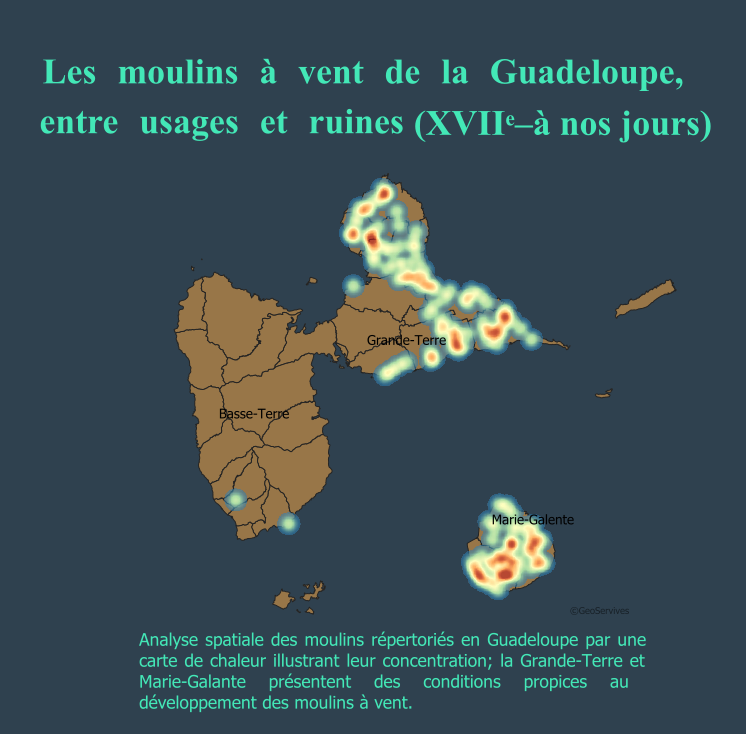 Les moulins à vent de la Guadeloupe,
entre usages et ruines (XVIIᵉ–à nos jours)
Grande-Terre
Basse-Terre
Marie-Galente
©GeoServives
Analyse spatiale des moulins répertoriés en Guadeloupe par une
carte de chaleur illustrant leur concentration; la Grande-Terre et
Marie-Galante présentent des conditions propices au
développement des moulins à vent.